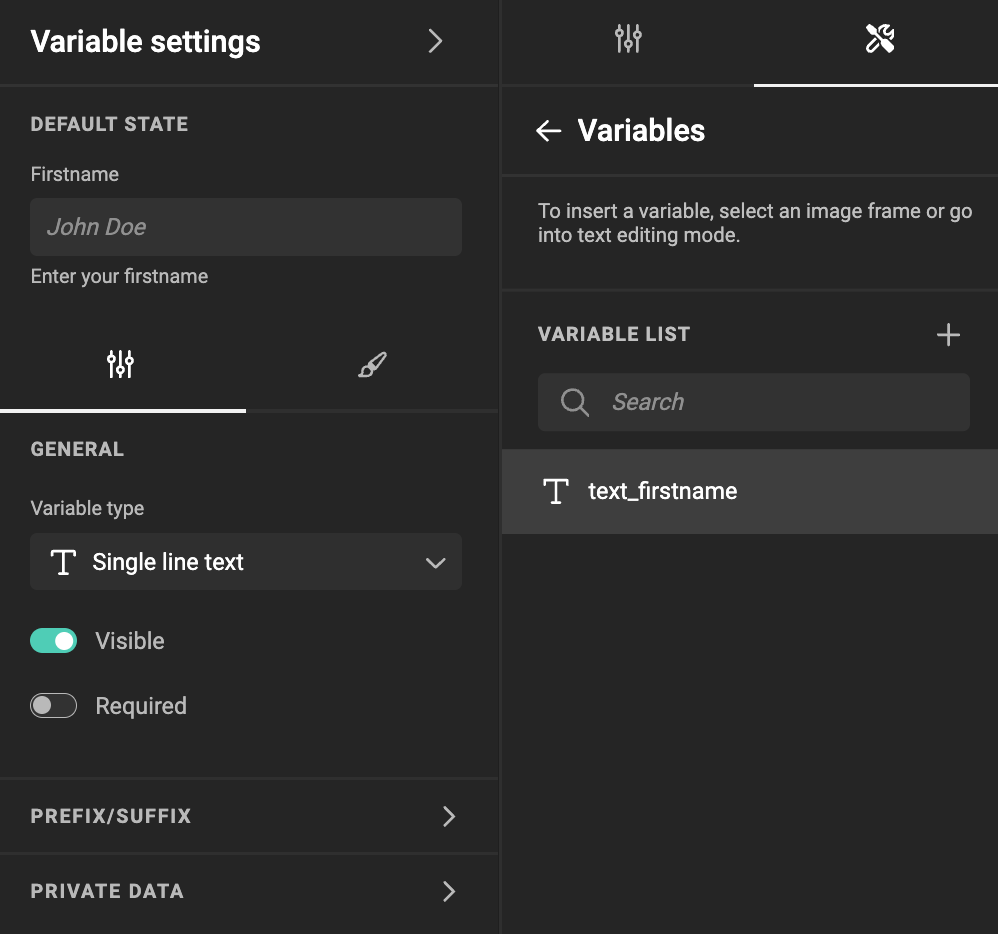 Variable settings
DEFAULT STATE
Firstname
John Doe
Enter your firstname
GENERAL
Variable type
Single line text
Visible
Required
PREFIX/SUFFIX
PRIVATE DATA
Variables
To insert a variable, select an image frame or go
into text editing mode.
VARIABLE LIST
Search
text_firstname